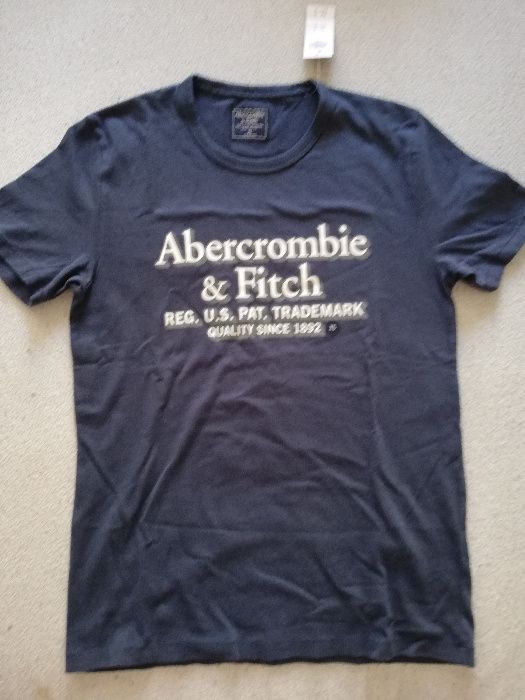 Abercrombie
& Fitch
REG. U.S. PAT. TRADEMARK
QUALITY SINCE 1892